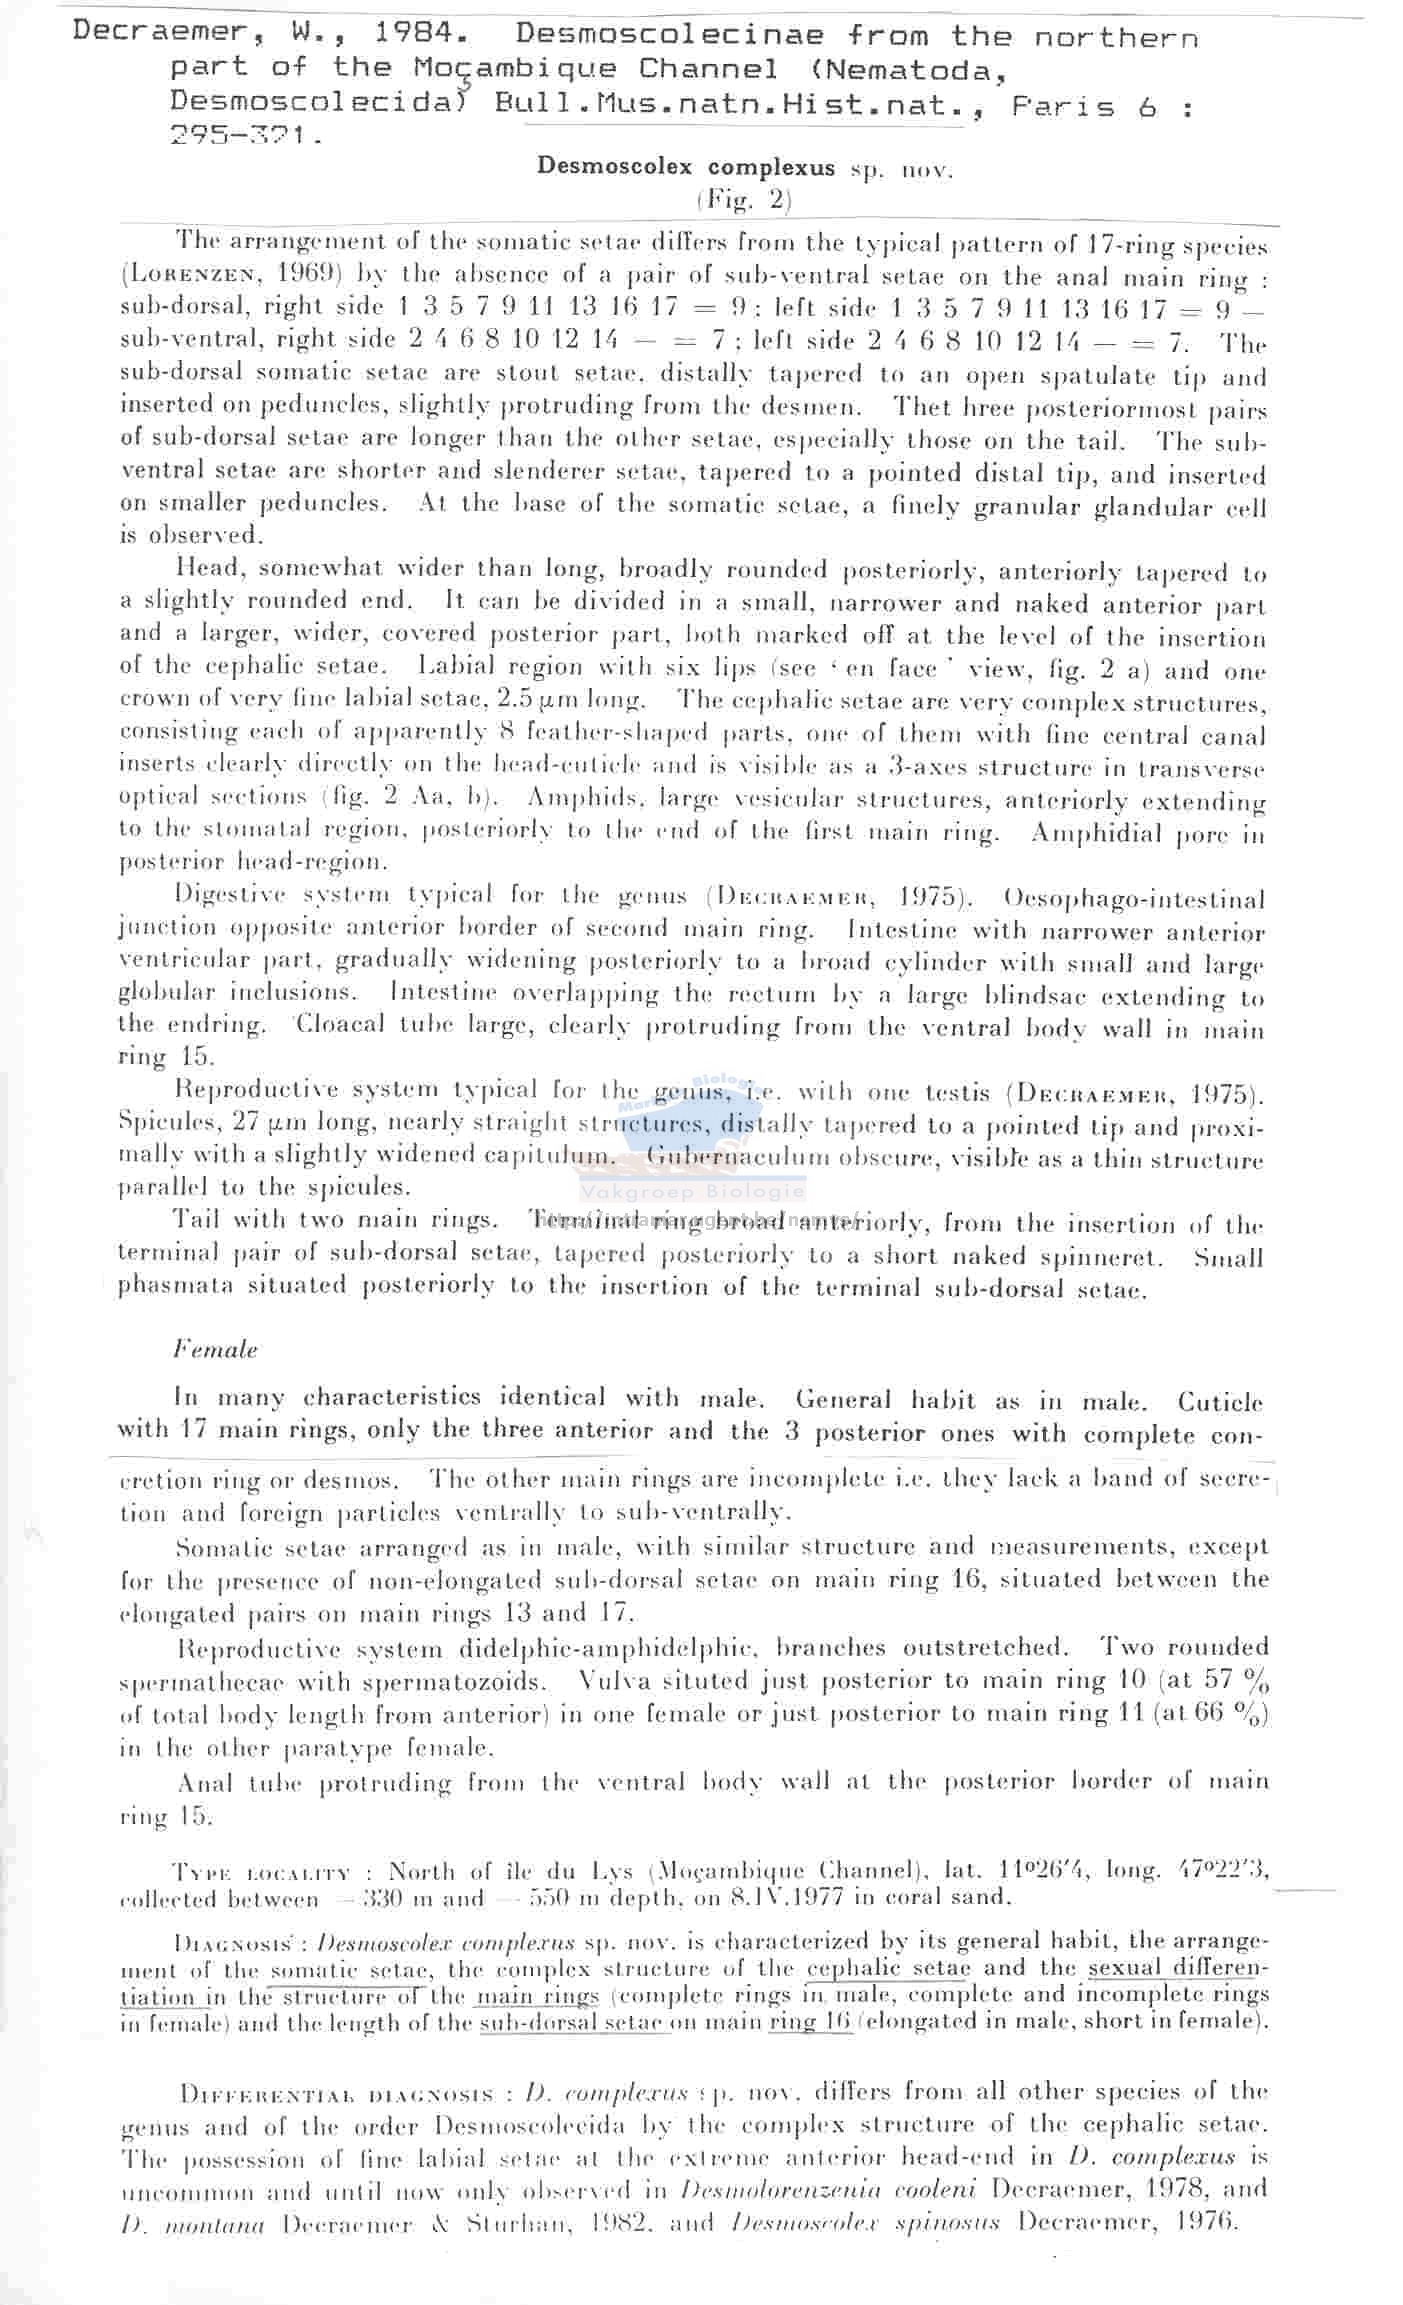 Decraemer, W., 1984. Desmoscolecinae from the northern
part of the Moçambique Channel (Nematoda,
Desmoscolecida) Bull.Mus.natn.Hist.nat., Paris 6 :
295-321.
Desmoscolex complexus sp. nov.
(Fig. 2)
The arrangement of the somatic setae differs from the typical pattern of 17-ring species
(Lorenzen, 1969) by the absence of a pair of sub-ventral setae on the anal main ring :
sub-dorsal, right side 1 3 5 7 9 11 13 16 17 = 9 ; left side 1 3 5 7 9 11 13 16 17 = 9 —
sub-ventral, right side 2 4 6 8 10 12 14 — = 7 ; left side 2 4 6 8 10 12 14 — = 7. The
sub-dorsal somatic setae are stout setae, distally tapered to an open spatulate tip and
inserted on peduncles, slightly protruding from the desmen. Thet hree posteriormost pairs
of sub-dorsal setae are longer than the other setae, especially those on the tail. The sub-
ventral setae are shorter and slenderer setae, tapered to a pointed distal tip, and inserted
on smaller peduncles. At the base of the somatic setae, a finely granular glandular cell
is observed.
Head, somewhat wider than long, broadly rounded posteriorly, anteriorly tapered to
a slightly rounded end. It can be divided in a small, narrower and naked anterior part
and a larger, wider, covered posterior part, both marked off at the level of the insertion
of the cephalic setae. Labial region with six lips (see ‘ en face ’ view, fig. 2 a) and one
crown of very fine labial setae, 2.5 µm long. The cephalic setae are very complex structures,
consisting each of apparently 8 feather-shaped parts, one of them with fine central canal
inserts clearly directly on the head-cuticle and is visible as a 3-axes structure in transverse
optical sections (fig. 2 Aa, b). Amphids, large vesicular structures, anteriorly extending
to the stomatal region, posteriorly to the end of the first main ring. Amphidial pore in
posterior head-region.
Digestive system typical for the genus (Decraemer, 1975). Oesophago-intestinal
junction opposite anterior border of second main ring. Intestine with narrower anterior
ventricular part, gradually widening posteriorly to a broad cylinder with small and large
globular inclusions. Intestine overlapping the rectum by a large blindsac extending to
the endring. Cloacal tube large, clearly protruding from the ventral body wall in main
ring 15.
Reproductive system typical for the genus, i.e. with one testis (Decraemer, 1975).
Spicules, 27 µm long, nearly straight structures, distally tapered to a pointed tip and proxi-
mally with a slightly widened capitulum. Gubernaculum obscure, visible as a thin structure
parallel to the spicules.
Vakgroep Biologie
Tail with two main rings. Terminal ring broad anteriorly, from the insertion of the
terminal pair of sub-dorsal setae, tapered posteriorly to a short naked spinneret. Small
phasmata situated posteriorly to the insertion of the terminal sub-dorsal setae.
Female
In many characteristics identical with male. General habit as in male. Cuticle
with 17 main rings, only the three anterior and the 3 posterior ones with complete con-
cretion ring or desmos. The other main rings are incomplete i.e. they lack a band of secre-
tion and foreign particles ventrally to sub-ventrally.
Somatic setae arranged as in male, with similar structure and measurements, except
for the presence of non-elongated sub-dorsal setae on main ring 16, situated between the
elongated pairs on main rings 13 and 17.
Reproductive system didelphic-amphidelphic, branches outstretched. Two rounded
spermathecae with spermatozoids. Vulva situted just posterior to main ring 10 (at 57 %
of total body length from anterior) in one female or just posterior to main ring 11 (at 66 %)
in the other paratype female.
Anal tube protruding from the ventral body wall at the posterior border of main
ring 15.
Type locality : North of île du Lys (Moçambique Channel), lat. 11°26′4, long. 47°22′3,
collected between — 330 m and — 550 m depth, on 8.IV.1977 in coral sand.
Diagnosis : Desmoscolex complexus sp. nov. is characterized by its general habit, the arrange-
ment of the somatic setae, the complex structure of the cephalic setae and the sexual differen-
tiation in the structure of the main rings (complete rings in male, complete and incomplete rings
in female) and the length of the sub-dorsal setae on main ring 16 (elongated in male, short in female).
Differential diagnosis : D. complexus sp. nov. differs from all other species of the
genus and of the order Desmoscolecida by the complex structure of the cephalic setae.
The possession of fine labial setae at the extreme anterior head-end in D. complexus is
uncommon and until now only observed in Desmolorenzenia cooleni Decraemer, 1978, and
D. montana Decraemer & Sturhan, 1982, and Desmoscolex spinosus Decraemer, 1976.